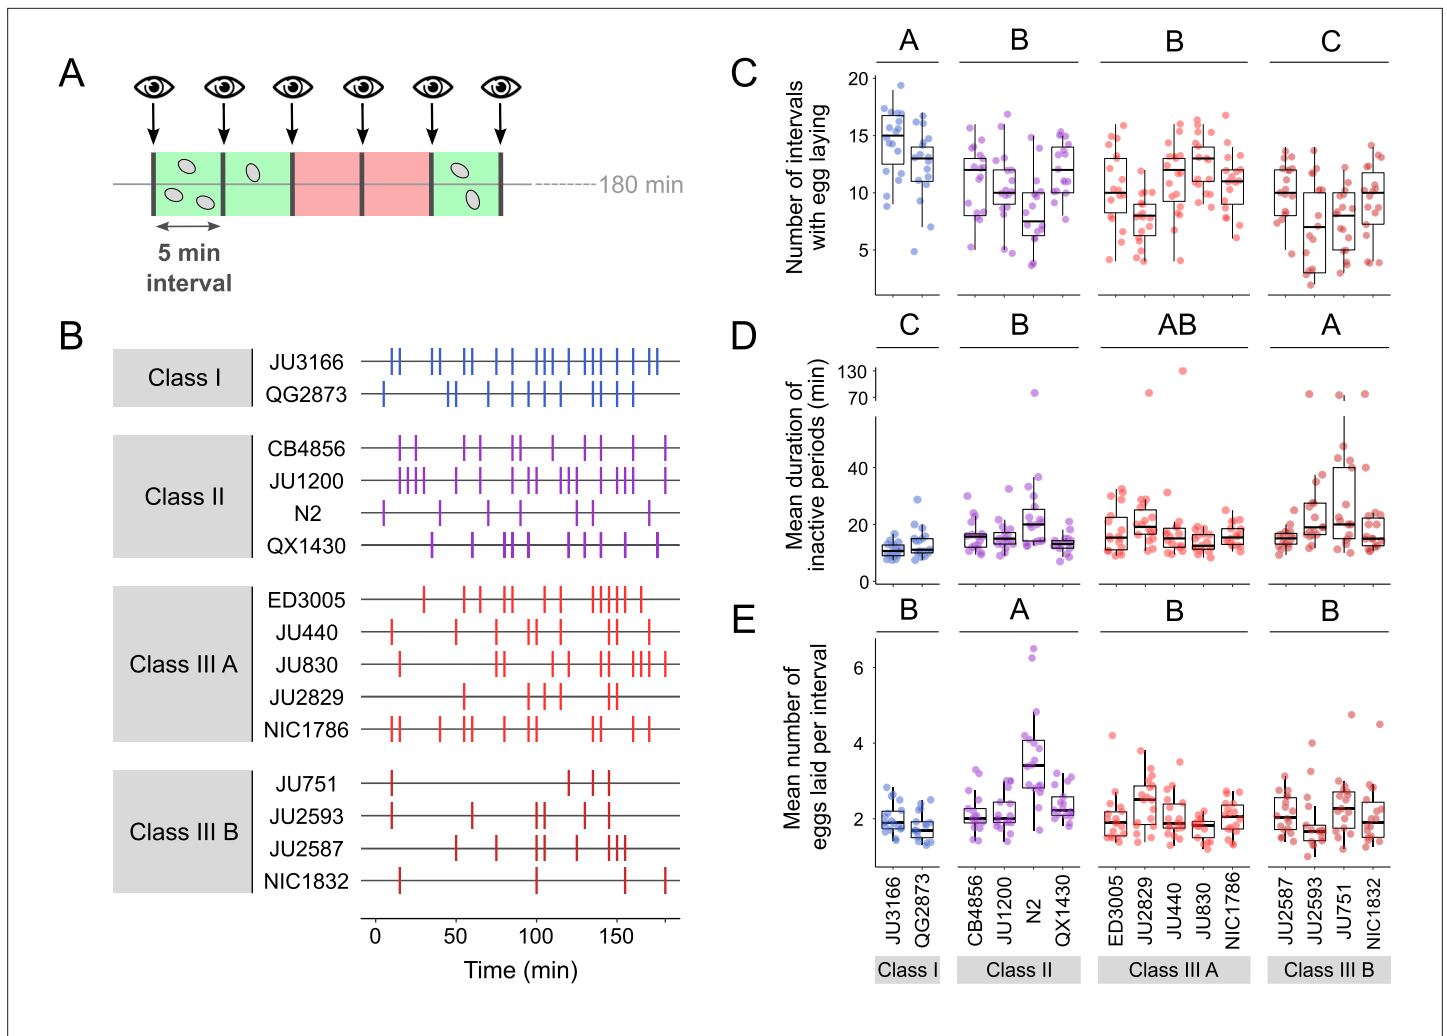 A
180 min
5 min
interval
B
Class I
JU3166
QG2873
Class II
CB4856
JU1200
N2
QX1430
Class III A
ED3005
JU440
JU830
JU2829
NIC1786
Class III B
JU751
JU2593
JU2587
NIC1832
0 50 100 150
Time (min)
C
A B B C
Number of intervals
with egg laying
20
15
10
5
D
C B AB A
Mean duration of
inactive periods (min)
130
70
40
20
0
E
B A B B
Mean number of
eggs laid per interval
6
4
2
JU3166 QG2873 CB4856 JU1200 N2 QX1430 ED3005 JU2829 JU440 JU830 NIC1786 JU2587 JU2593 JU751 NIC1832
Class I Class II Class III A Class III B